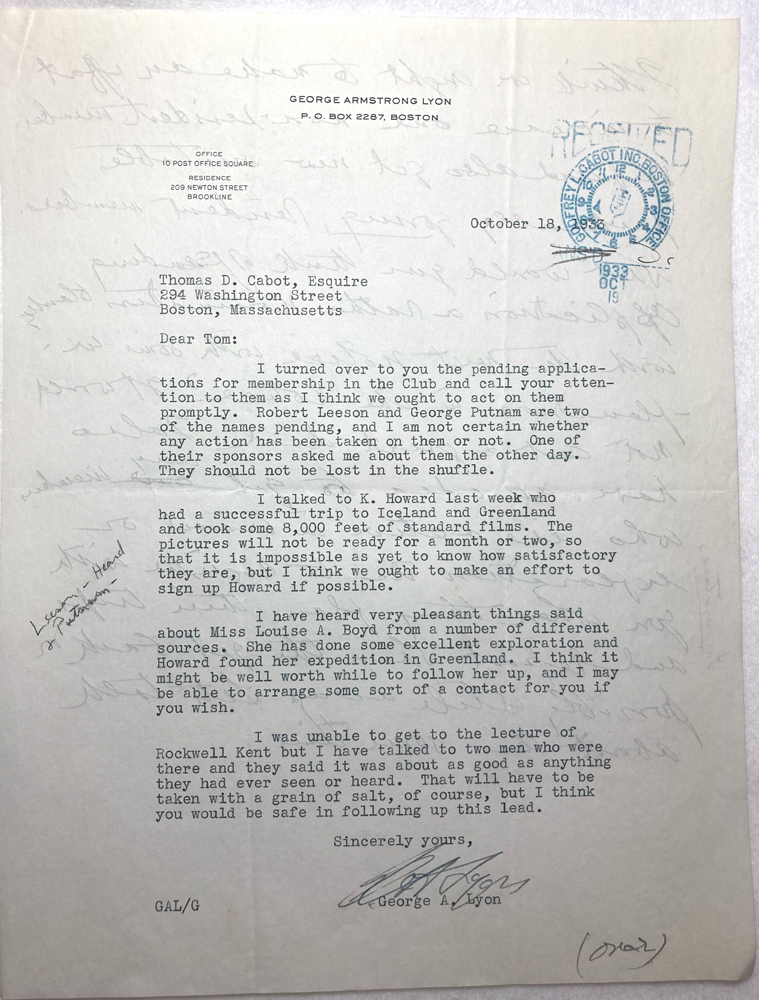 GEORGE ARMSTRONG LYON
P. O. BOX 2287, BOSTON
OFFICE
10 POST OFFICE SQUARE
RESIDENCE
209 NEWTON STREET
BROOKLINE
RECEIVED
GODFREY L. CABOT INC. BOSTON OFFICE
1933
OCT
19
October 18, 1933
Thomas D. Cabot, Esquire
294 Washington Street
Boston, Massachusetts
Dear Tom:
I turned over to you the pending applica-
tions for membership in the Club and call your atten-
tion to them as I think we ought to act on them
promptly. Robert Leeson and George Putnam are two
of the names pending, and I am not certain whether
any action has been taken on them or not. One of
their sponsors asked me about them the other day.
They should not be lost in the shuffle.
I talked to K. Howard last week who
had a successful trip to Iceland and Greenland
and took some 8,000 feet of standard films. The
pictures will not be ready for a month or two, so
that it is impossible as yet to know how satisfactory
they are, but I think we ought to make an effort to
sign up Howard if possible.
Leeson - Heard
& Putnam -
I have heard very pleasant things said
about Miss Louise A. Boyd from a number of different
sources. She has done some excellent exploration and
Howard found her expedition in Greenland. I think it
might be well worth while to follow her up, and I may
be able to arrange some sort of a contact for you if
you wish.
I was unable to get to the lecture of
Rockwell Kent but I have talked to two men who were
there and they said it was about as good as anything
they had ever seen or heard. That will have to be
taken with a grain of salt, of course, but I think
you would be safe in following up this lead.
Sincerely yours,
G A Lyon
George A. Lyon
GAL/G
(over)